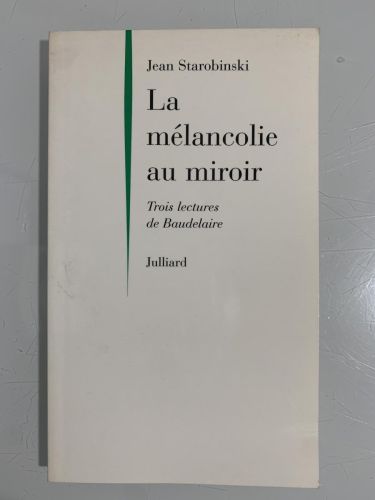 Jean Starobinski
La
mélancolie
au miroir
Trois lectures
de Baudelaire
Julliard